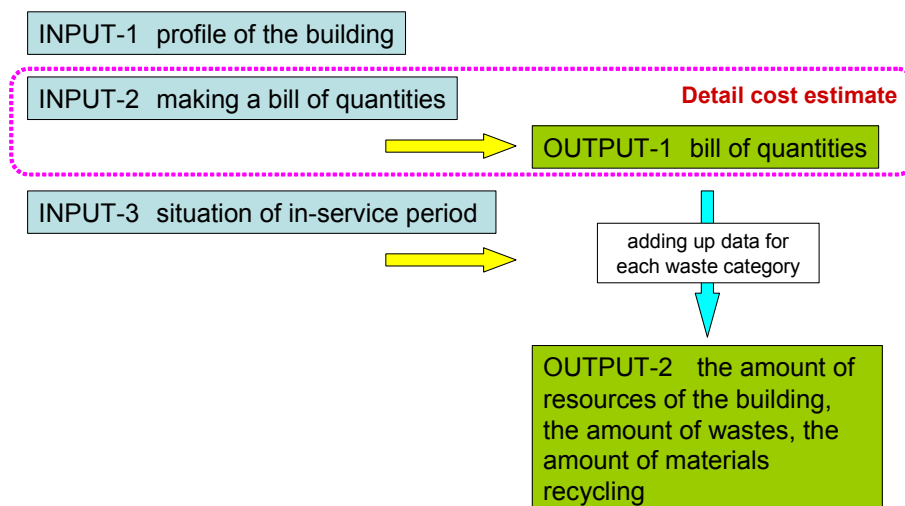 INPUT-1 profile of the building
INPUT-2 making a bill of quantities
Detail cost estimate
OUTPUT-1 bill of quantities
INPUT-3 situation of in-service period
adding up data for
each waste category
OUTPUT-2 the amount of
resources of the building,
the amount of wastes, the
amount of materials
recycling